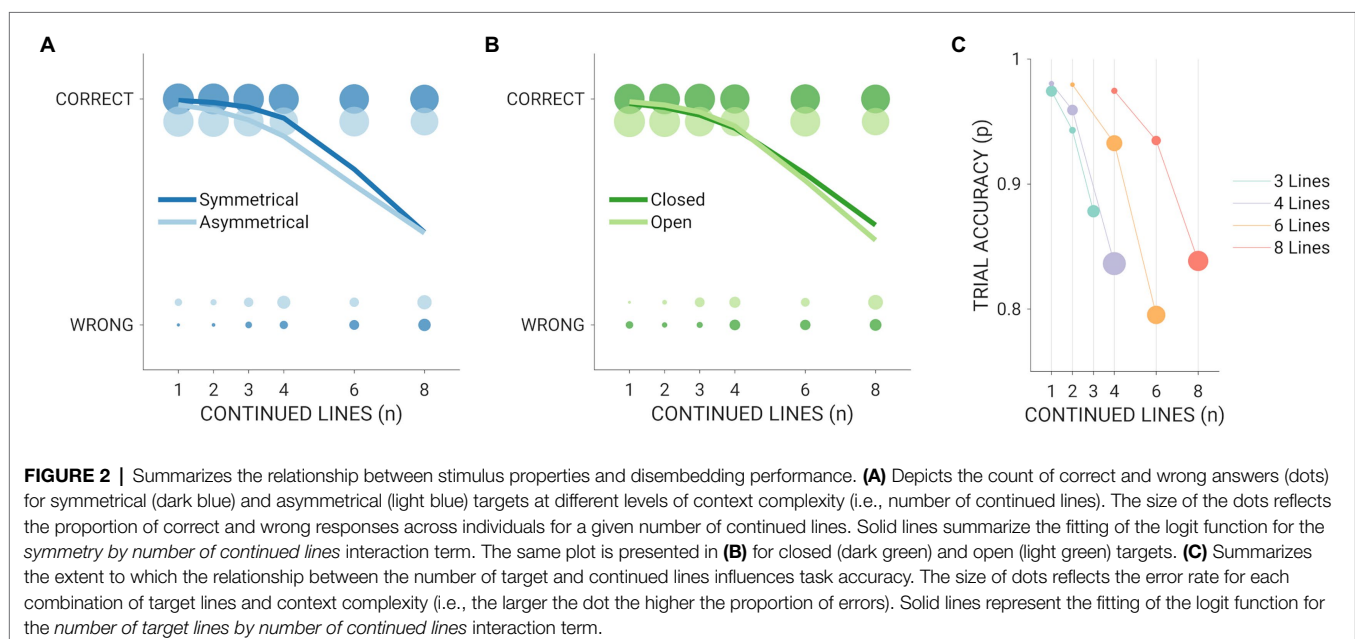 A
CORRECT
WRONG
Symmetrical
Asymmetrical
1 2 3 4 6 8
CONTINUED LINES (n)
B
CORRECT
WRONG
Closed
Open
1 2 3 4 6 8
CONTINUED LINES (n)
C
1
0.9
0.8
TRIAL ACCURACY (p)
1 2 3 4 6 8
CONTINUED LINES (n)
3 Lines
4 Lines
6 Lines
8 Lines
FIGURE 2 | Summarizes the relationship between stimulus properties and disembedding performance. (A) Depicts the count of correct and wrong answers (dots)
for symmetrical (dark blue) and asymmetrical (light blue) targets at different levels of context complexity (i.e., number of continued lines). The size of the dots reflects
the proportion of correct and wrong responses across individuals for a given number of continued lines. Solid lines summarize the fitting of the logit function for the
symmetry by number of continued lines interaction term. The same plot is presented in (B) for closed (dark green) and open (light green) targets. (C) Summarizes
the extent to which the relationship between the number of target and continued lines influences task accuracy. The size of dots reflects the error rate for each
combination of target lines and context complexity (i.e., the larger the dot the higher the proportion of errors). Solid lines represent the fitting of the logit function for
the number of target lines by number of continued lines interaction term.